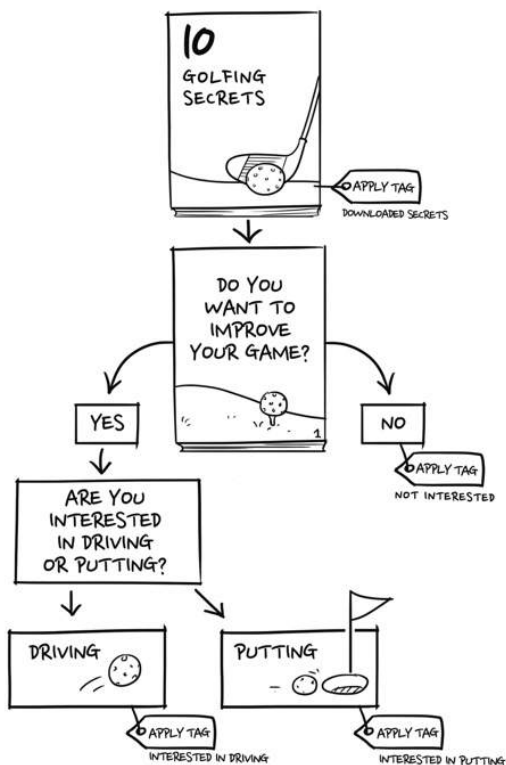 10
GOLFING
SECRETS
APPLY TAG
DOWNLOADED SECRETS
DO YOU
WANT TO
IMPROVE
YOUR GAME?
1
YES
NO
APPLY TAG
NOT INTERESTED
ARE YOU
INTERESTED
IN DRIVING
OR PUTTING?
DRIVING
PUTTING
APPLY TAG
INTERESTED IN DRIVING
APPLY TAG
INTERESTED IN PUTTING